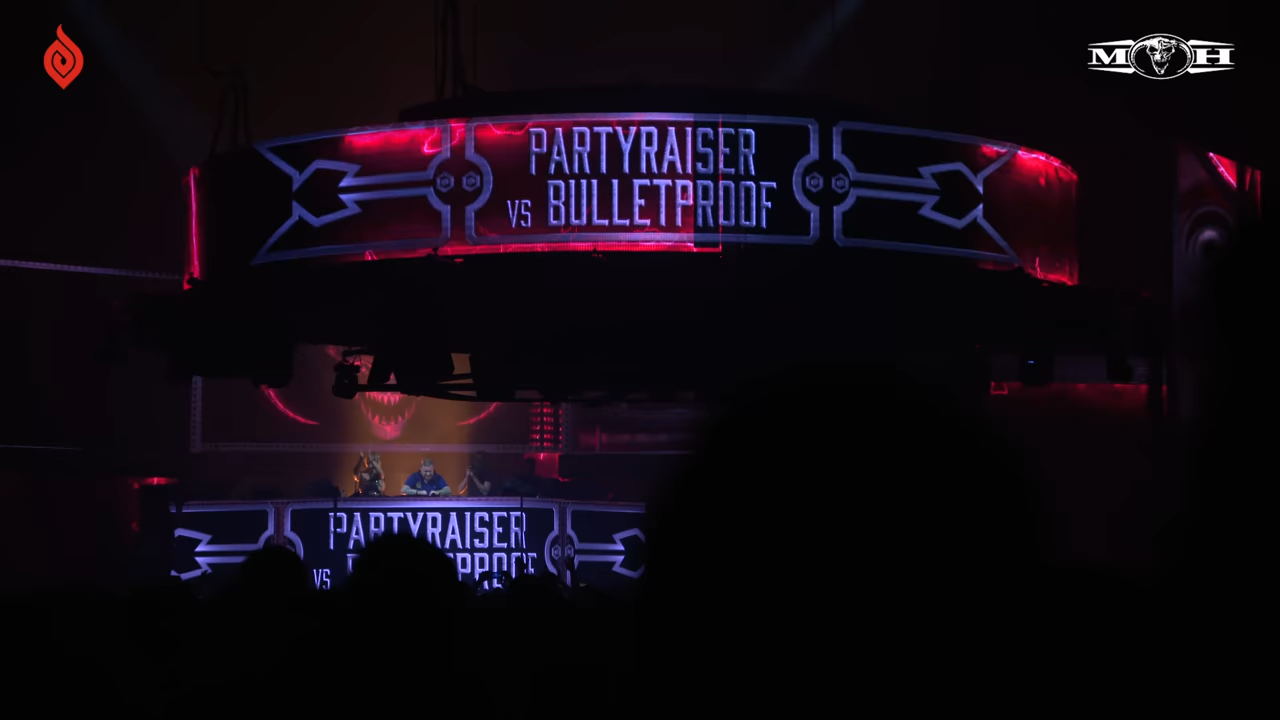 M H
PARTYRAISER
VS BULLETPROOF
PARTYRAISER
VS